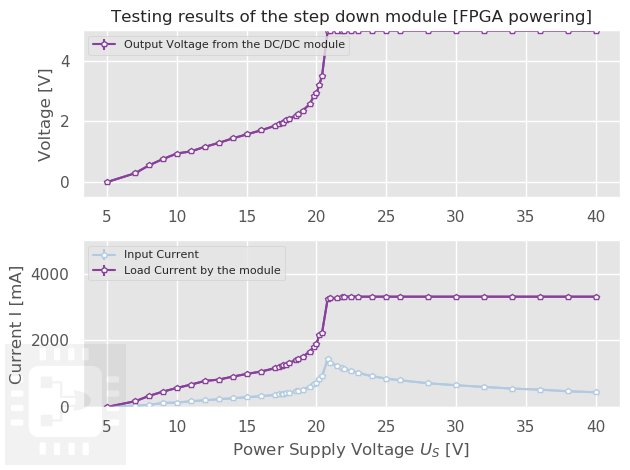 Testing results of the step down module [FPGA powering]
Output Voltage from the DC/DC module
Voltage [V]
4
2
0
5 10 15 20 25 30 35 40
Input Current
Load Current by the module
Current I [mA]
4000
2000
0
5 10 15 20 25 30 35 40
Power Supply Voltage U_S [V]